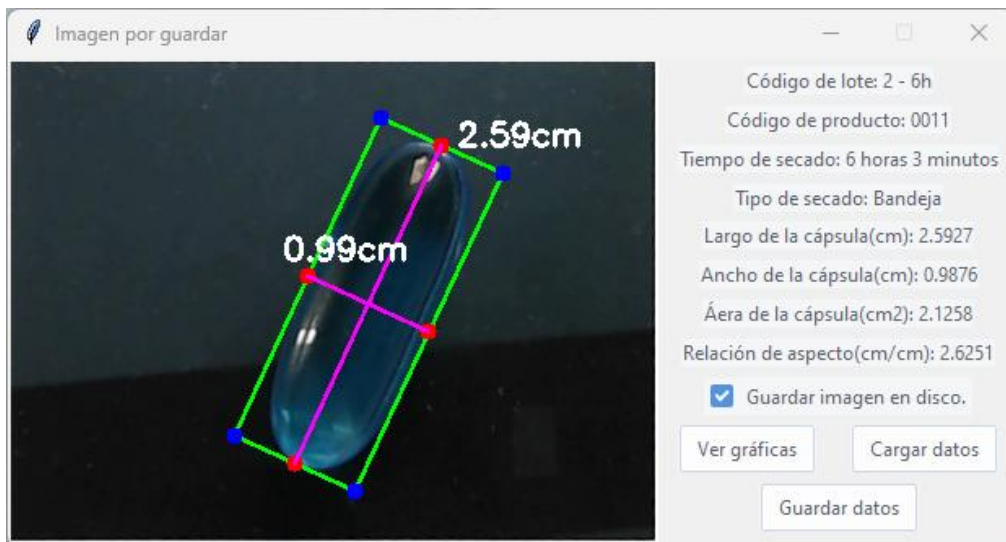 Imagen por guardar
2.59cm
0.99cm
Código de lote: 2 - 6h
Código de producto: 0011
Tiempo de secado: 6 horas 3 minutos
Tipo de secado: Bandeja
Largo de la cápsula(cm): 2.5927
Ancho de la cápsula(cm): 0.9876
Áera de la cápsula(cm2): 2.1258
Relación de aspecto(cm/cm): 2.6251
Guardar imagen en disco.
Ver gráficas
Cargar datos
Guardar datos